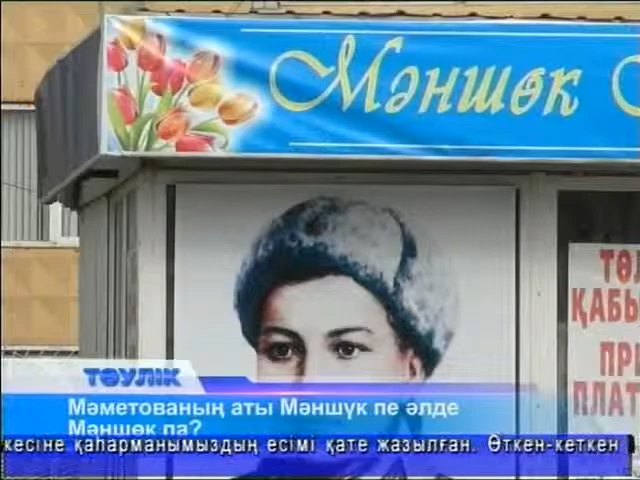 Мәншөк
ТӨ
ҚАБЫ
ПРИ
ПЛАТ
ТӘУЛІК
Мәметованың аты Мәншүк пе әлде
Мәншөк па?
кесіне қаһарманымыздың есімі қате жазылған. Өткен-кеткен